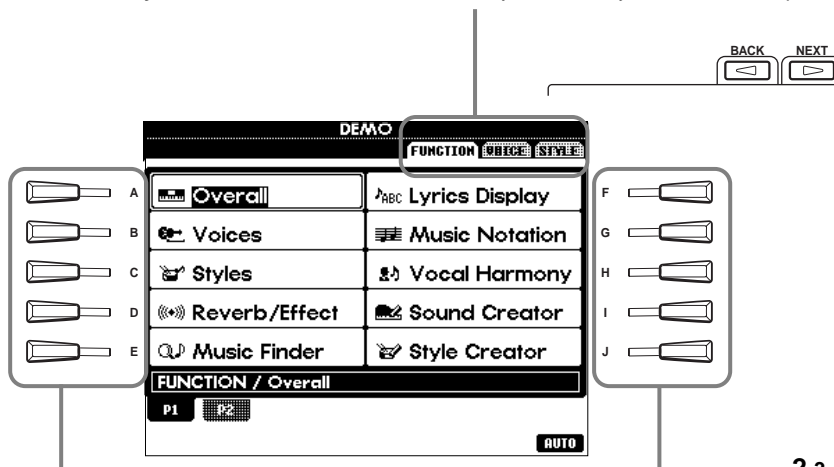 BACK NEXT
DEMO
FUNCTION VOICE STYLE
A Overall Lyrics Display F
B Voices Music Notation G
C Styles Vocal Harmony H
D Reverb/Effect Sound Creator I
E Music Finder Style Creator J
FUNCTION / Overall
P1 P2
AUTO